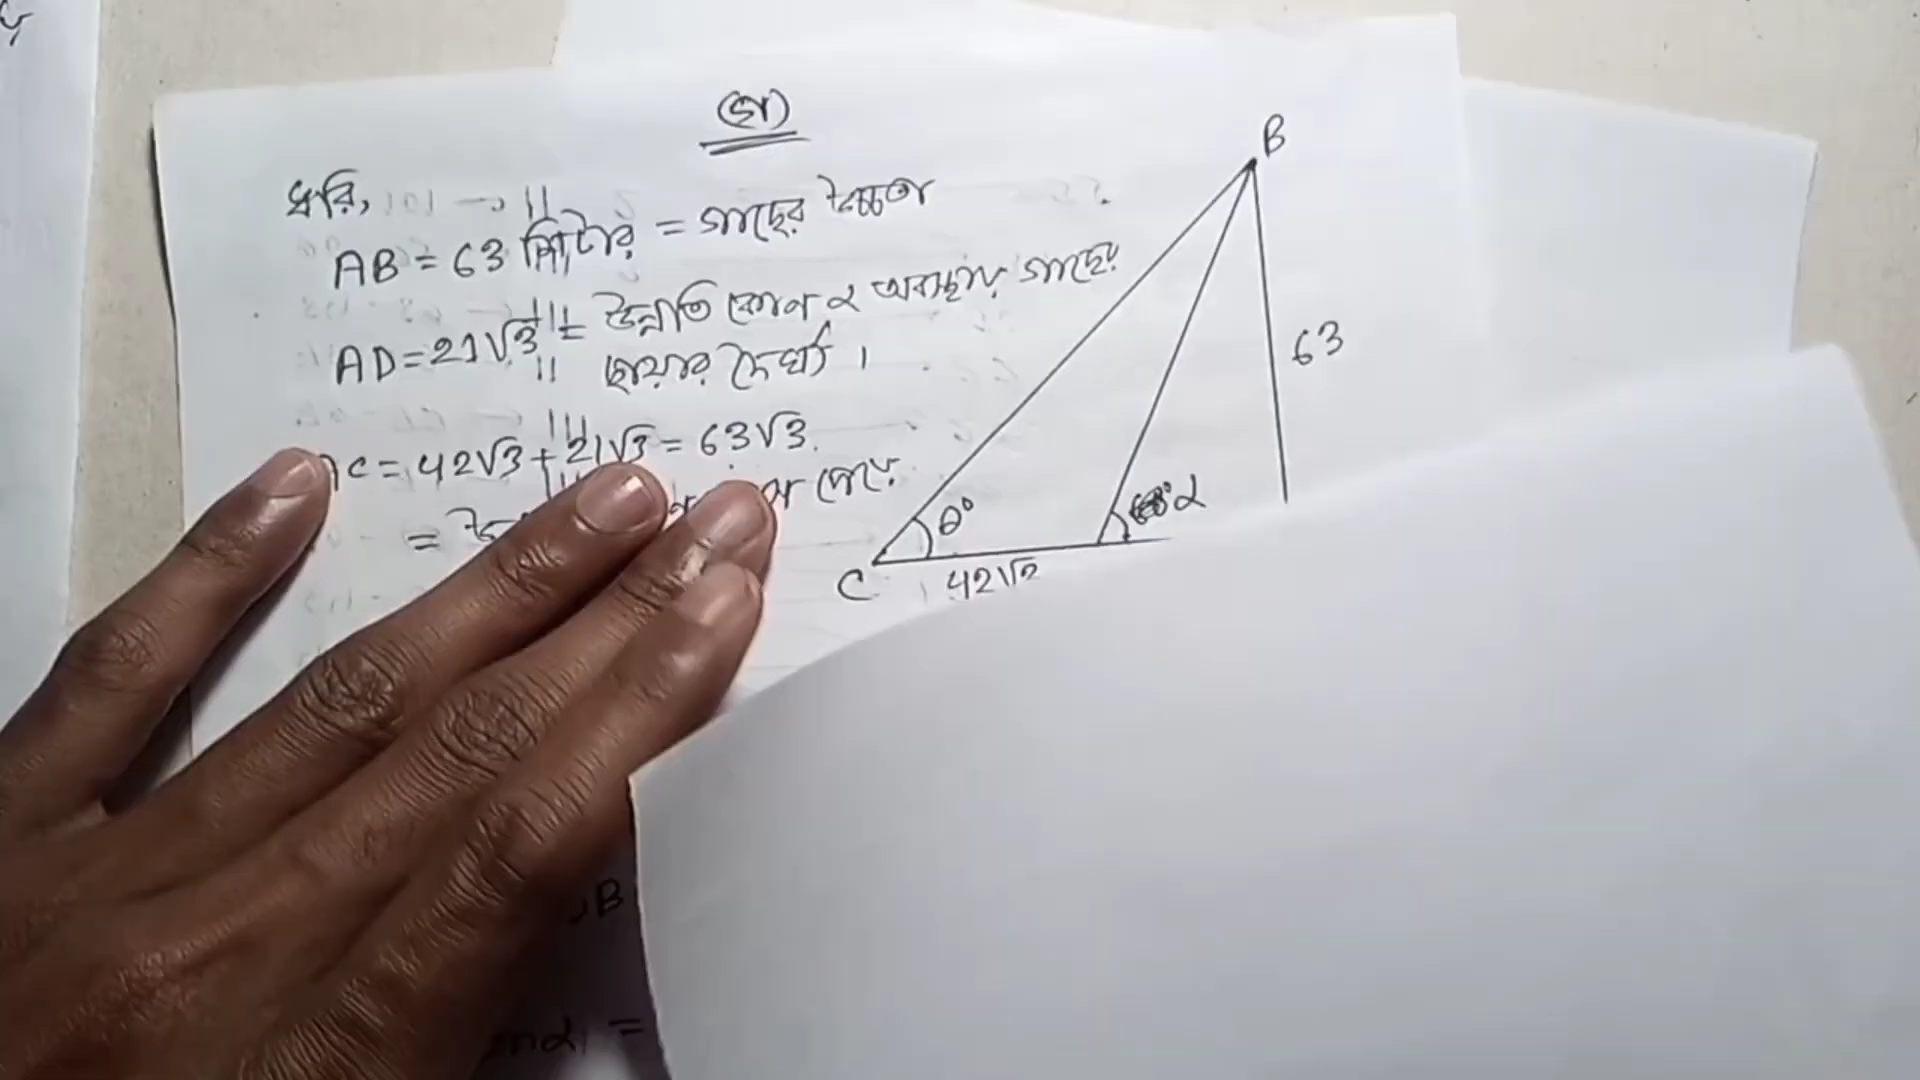 (গ)
ধরি,
AB = 63 মিটার = গাছের উচ্চতা
AD = 21√3 " = উন্নতি কোণ α অবস্থায় গাছের
ছায়ার দৈর্ঘ্য ।
AC = 42√3 + 21√3 = 63√3
=
B
63
θ°
α
C
42√3
B
=